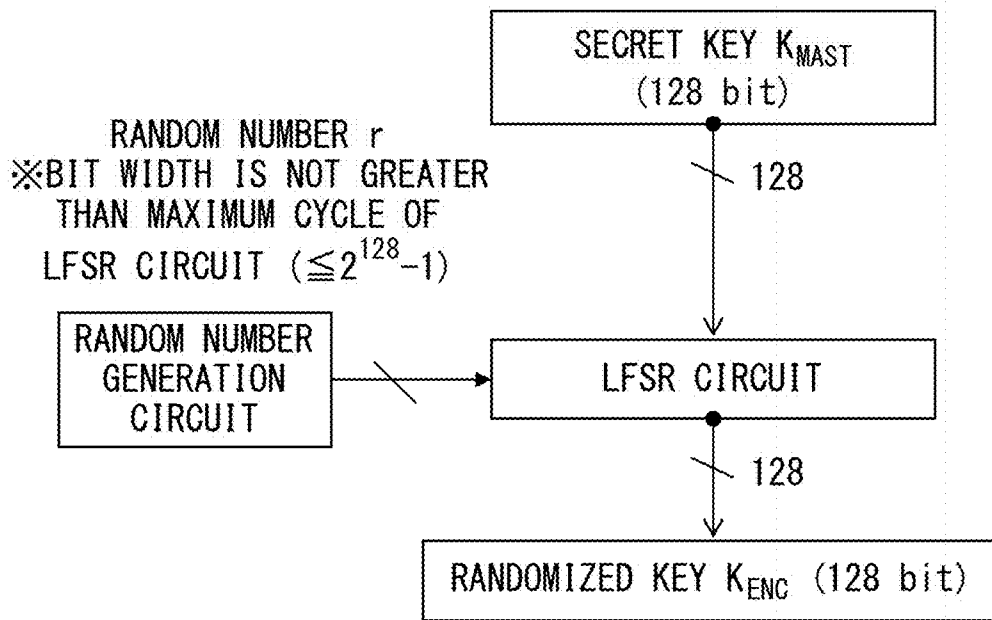 SECRET KEY K_MAST
(128 bit)
RANDOM NUMBER r
※BIT WIDTH IS NOT GREATER
THAN MAXIMUM CYCLE OF
LFSR CIRCUIT (≦2^128-1)
128
RANDOM NUMBER
GENERATION
CIRCUIT
LFSR CIRCUIT
128
RANDOMIZED KEY K_ENC (128 bit)